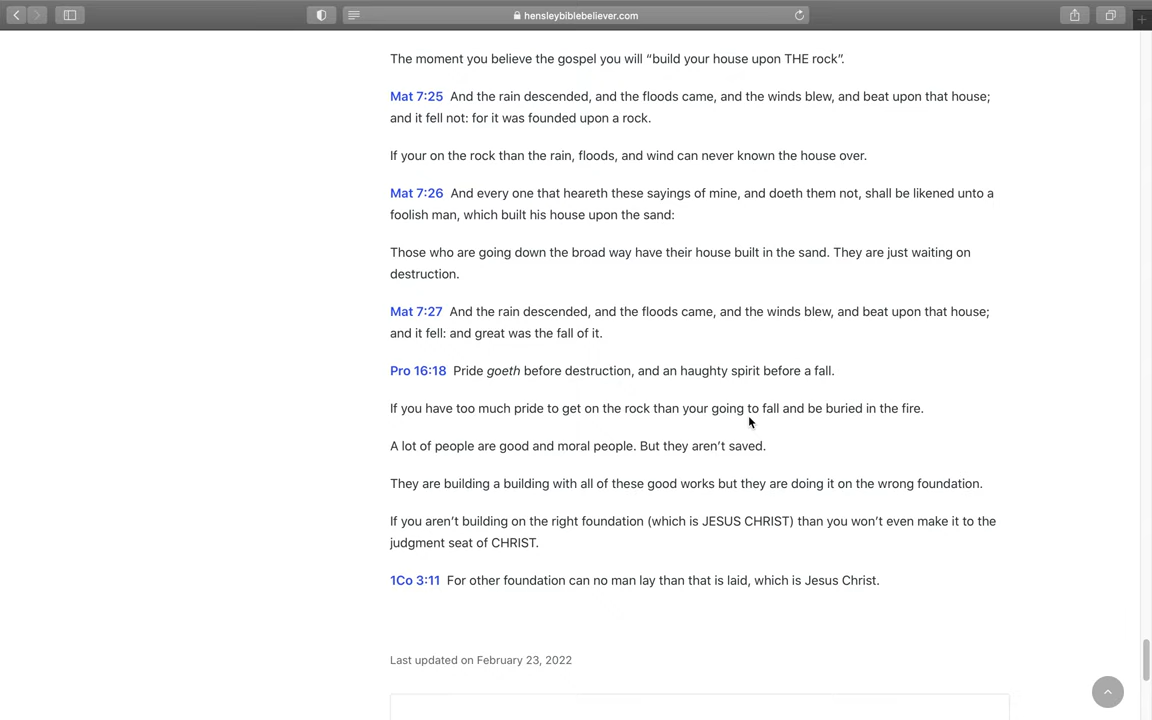 hensleybiblebeliever.com
The moment you believe the gospel you will “build your house upon THE rock”.
Mat 7:25 And the rain descended, and the floods came, and the winds blew, and beat upon that house;
and it fell not: for it was founded upon a rock.
If your on the rock than the rain, floods, and wind can never known the house over.
Mat 7:26 And every one that heareth these sayings of mine, and doeth them not, shall be likened unto a
foolish man, which built his house upon the sand:
Those who are going down the broad way have their house built in the sand. They are just waiting on
destruction.
Mat 7:27 And the rain descended, and the floods came, and the winds blew, and beat upon that house;
and it fell: and great was the fall of it.
Pro 16:18 Pride goeth before destruction, and an haughty spirit before a fall.
If you have too much pride to get on the rock than your going to fall and be buried in the fire.
A lot of people are good and moral people. But they aren’t saved.
They are building a building with all of these good works but they are doing it on the wrong foundation.
If you aren’t building on the right foundation (which is JESUS CHRIST) than you won’t even make it to the
judgment seat of CHRIST.
1Co 3:11 For other foundation can no man lay than that is laid, which is Jesus Christ.
Last updated on February 23, 2022